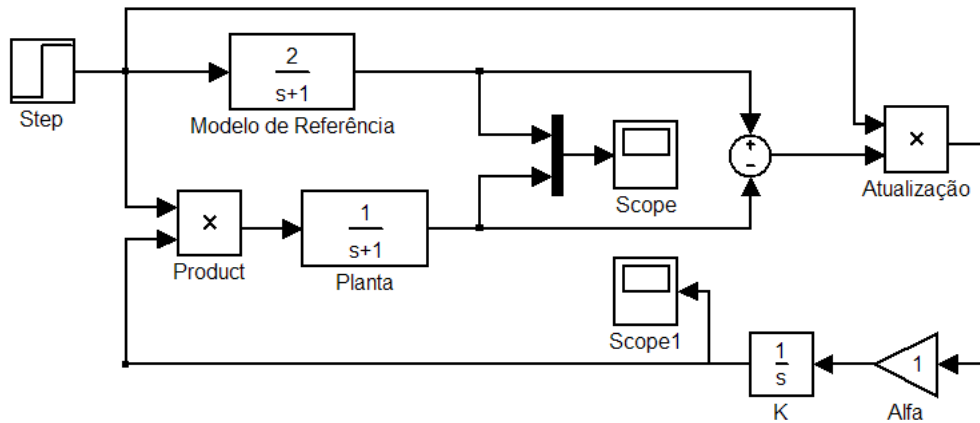 2
s+1
Step
Modelo de Referência
+
−
×
Atualização
Scope
×
Product
1
s+1
Planta
Scope1
1
s
K
1
Alfa